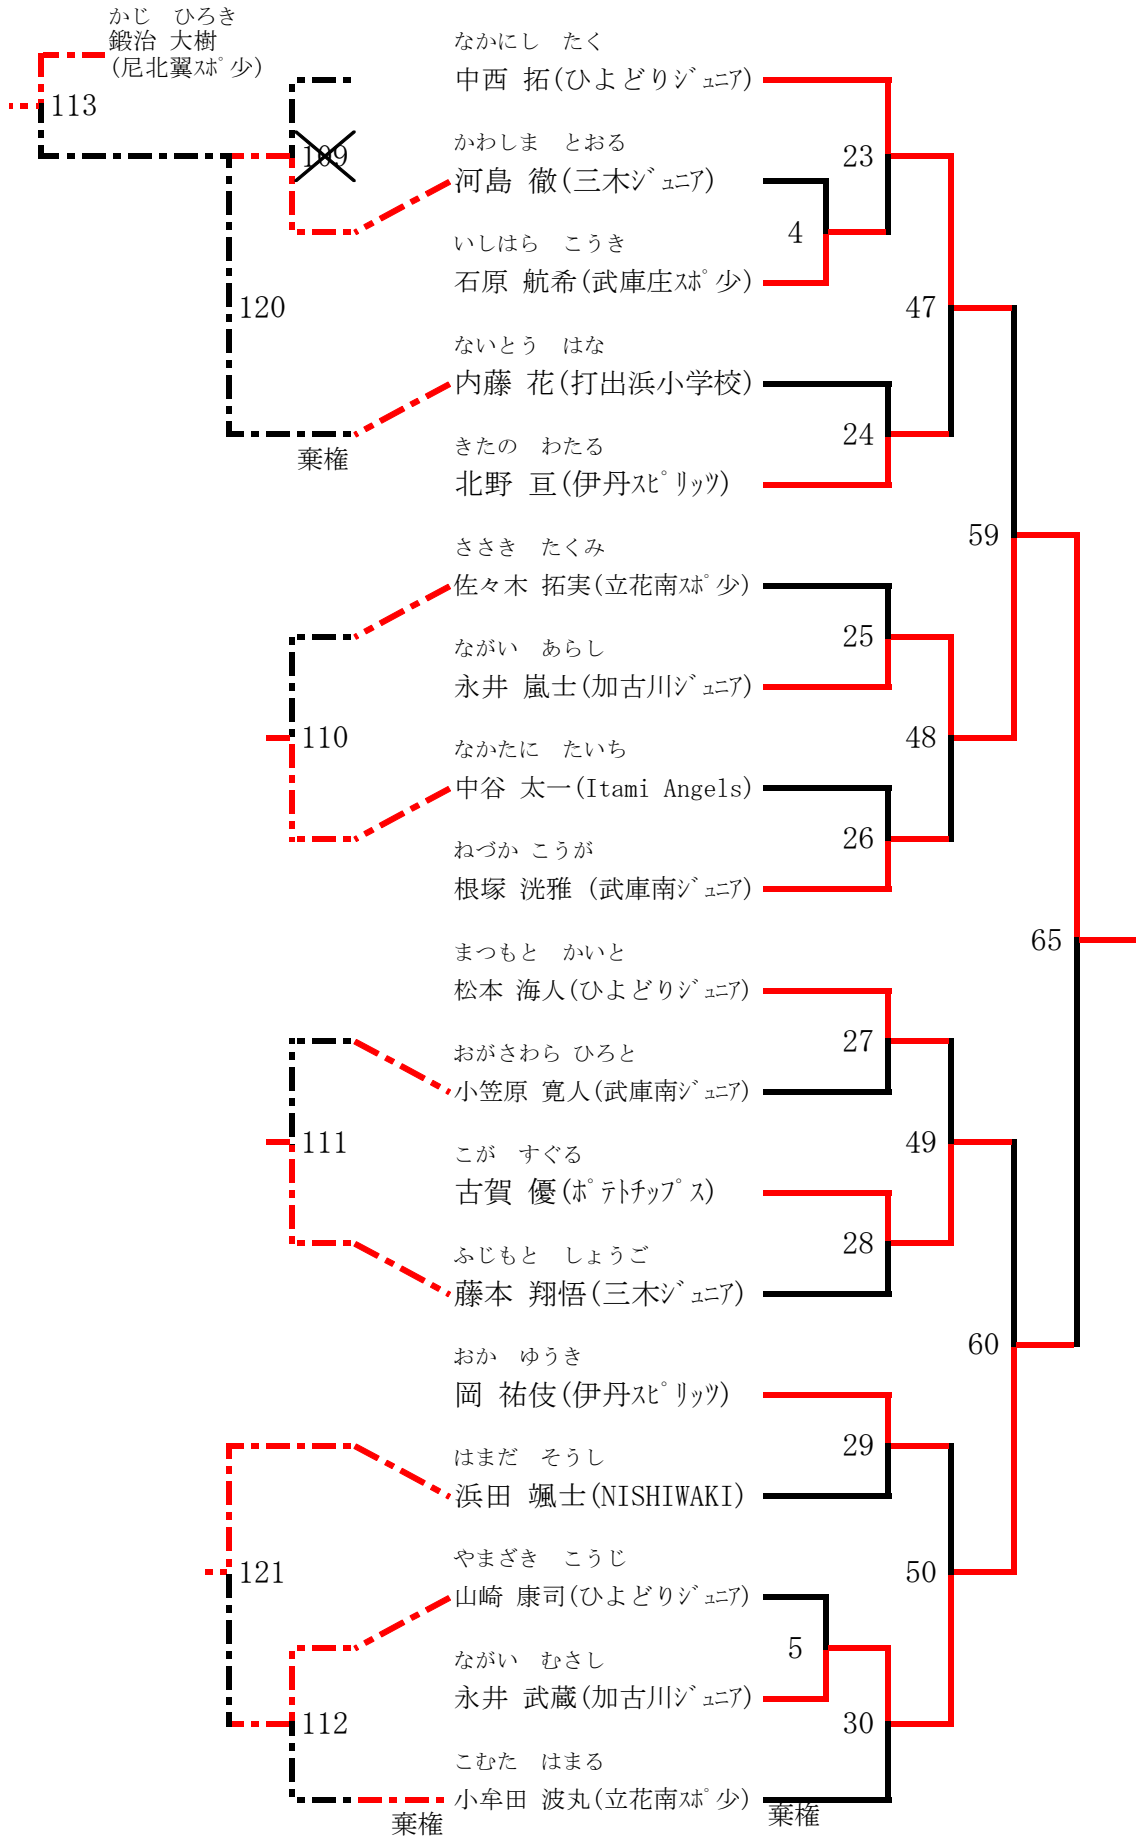 かじ　ひろき
鍛治 大樹
(尼北翼ｽﾎﾟ少)
113
109
120
棄権
110
111
121
112
棄権
なかにし　たく
中西 拓(ひよどりｼﾞｭﾆｱ)
かわしま　とおる
河島 徹(三木ｼﾞｭﾆｱ)
いしはら　こうき
石原 航希(武庫庄ｽﾎﾟ少)
ないとう　はな
内藤 花(打出浜小学校)
きたの　わたる
北野 亘(伊丹ｽﾋﾟﾘｯﾂ)
ささき　たくみ
佐々木 拓実(立花南ｽﾎﾟ少)
ながい　あらし
永井 嵐士(加古川ｼﾞｭﾆｱ)
なかたに　たいち
中谷 太一(Itami Angels)
ねづか こうが
根塚 洸雅 (武庫南ｼﾞｭﾆｱ)
まつもと　かいと
松本 海人(ひよどりｼﾞｭﾆｱ)
おがさわら ひろと
小笠原 寛人(武庫南ｼﾞｭﾆｱ)
こが　すぐる
古賀 優(ﾎﾟﾃﾄﾁｯﾌﾟｽ)
ふじもと　しょうご
藤本 翔悟(三木ｼﾞｭﾆｱ)
おか　ゆうき
岡 祐伎(伊丹ｽﾋﾟﾘｯﾂ)
はまだ　そうし
浜田 颯士(NISHIWAKI)
やまざき　こうじ
山崎 康司(ひよどりｼﾞｭﾆｱ)
ながい　むさし
永井 武蔵(加古川ｼﾞｭﾆｱ)
こむた　はまる
小牟田 波丸(立花南ｽﾎﾟ少)
棄権
4
5
23
24
25
26
27
28
29
30
47
48
49
50
59
60
65